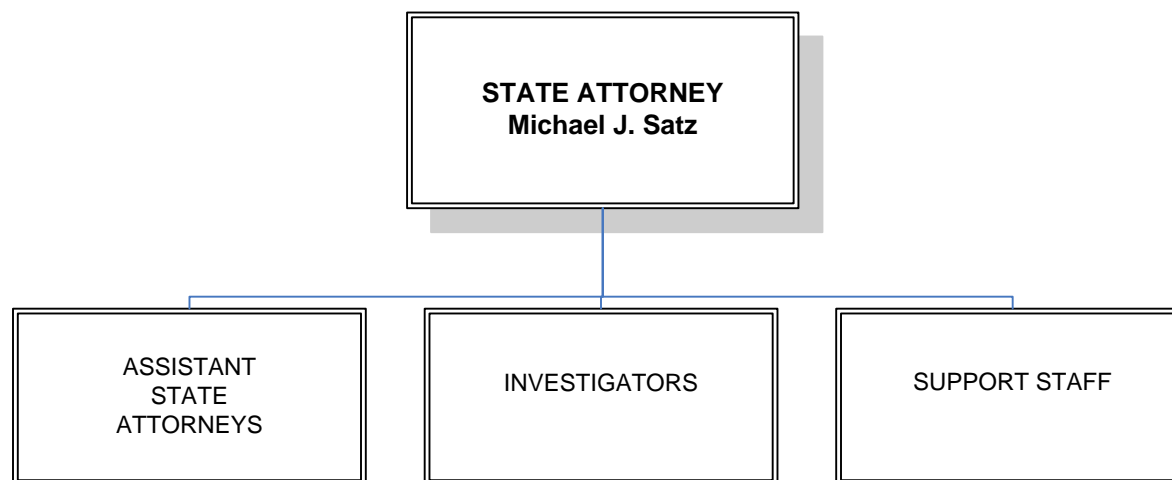 STATE ATTORNEY
Michael J. Satz
ASSISTANT
STATE
ATTORNEYS
INVESTIGATORS
SUPPORT STAFF